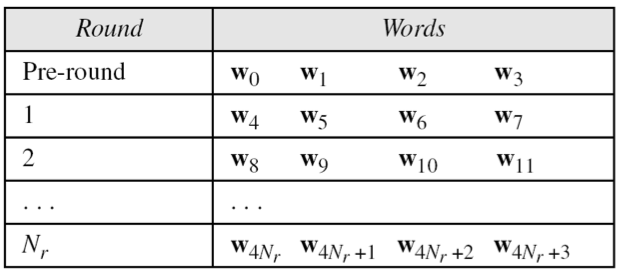 Round Words
Pre-round w₀ w₁ w₂ w₃
1 w₄ w₅ w₆ w₇
2 w₈ w₉ w₁₀ w₁₁
. . . . . .
Nᵣ w₄Nᵣ w₄Nᵣ₊₁ w₄Nᵣ₊₂ w₄Nᵣ₊₃